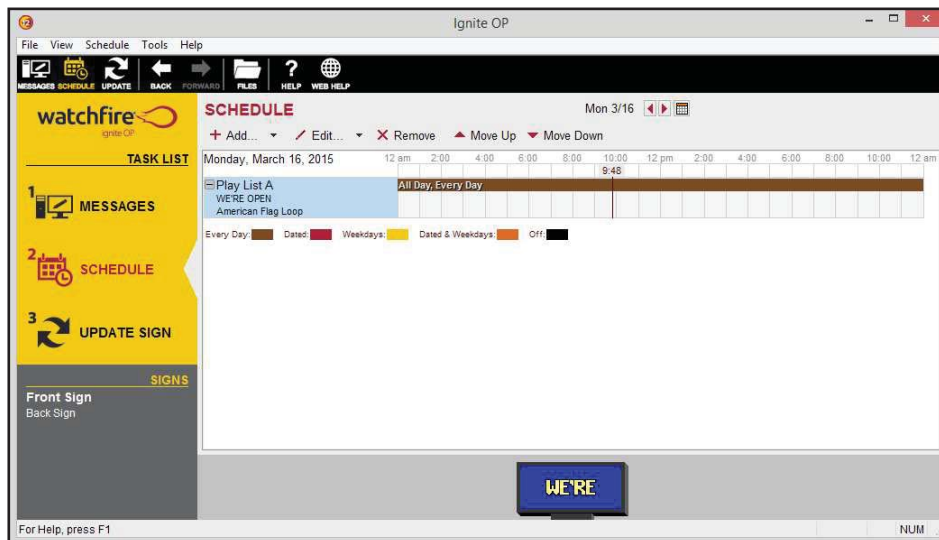 Ignite OP
File View Schedule Tools Help
MESSAGES SCHEDULE UPDATE BACK FORWARD FILES HELP WEB HELP
watchfire
Ignite OP
TASK LIST
1 MESSAGES
2 SCHEDULE
3 UPDATE SIGN
SIGNS
Front Sign
Back Sign
SCHEDULE Mon 3/16
Add... Edit... Remove Move Up Move Down
Monday, March 16, 2015 12 am 2:00 4:00 6:00 8:00 10:00 12 pm 2:00 4:00 6:00 8:00 10:00 12 am
9:48
Play List A All Day, Every Day
WE'RE OPEN
American Flag Loop
Every Day: Dated: Weekdays: Dated & Weekdays: Off:
WE'RE
For Help, press F1 NUM